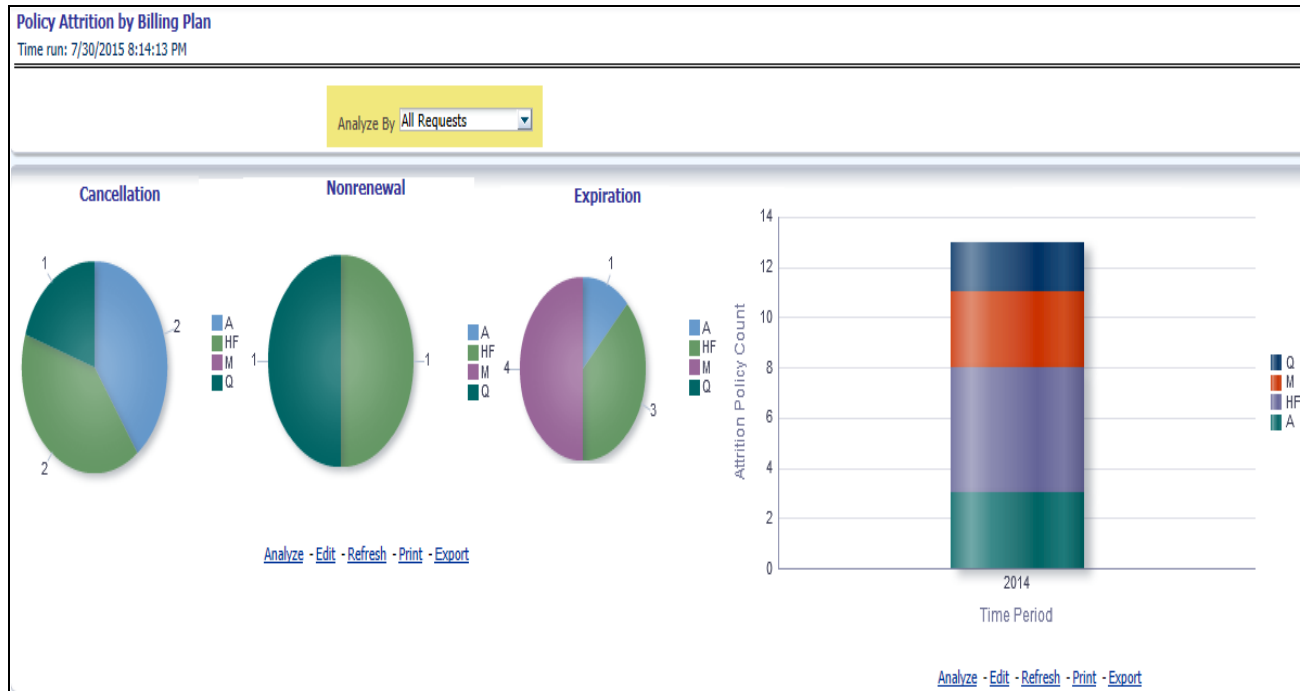 Policy Attrition by Billing Plan
Time run: 7/30/2015 8:14:13 PM
Analyze By All Requests
Cancellation
1
2
2
A
HF
M
Q
Nonrenewal
1
1
A
HF
M
Q
Expiration
1
4
3
A
HF
M
Q
Analyze - Edit - Refresh - Print - Export
14
12
10
8
6
4
2
0
Attrition Policy Count
2014
Time Period
Q
M
HF
A
Analyze - Edit - Refresh - Print - Export